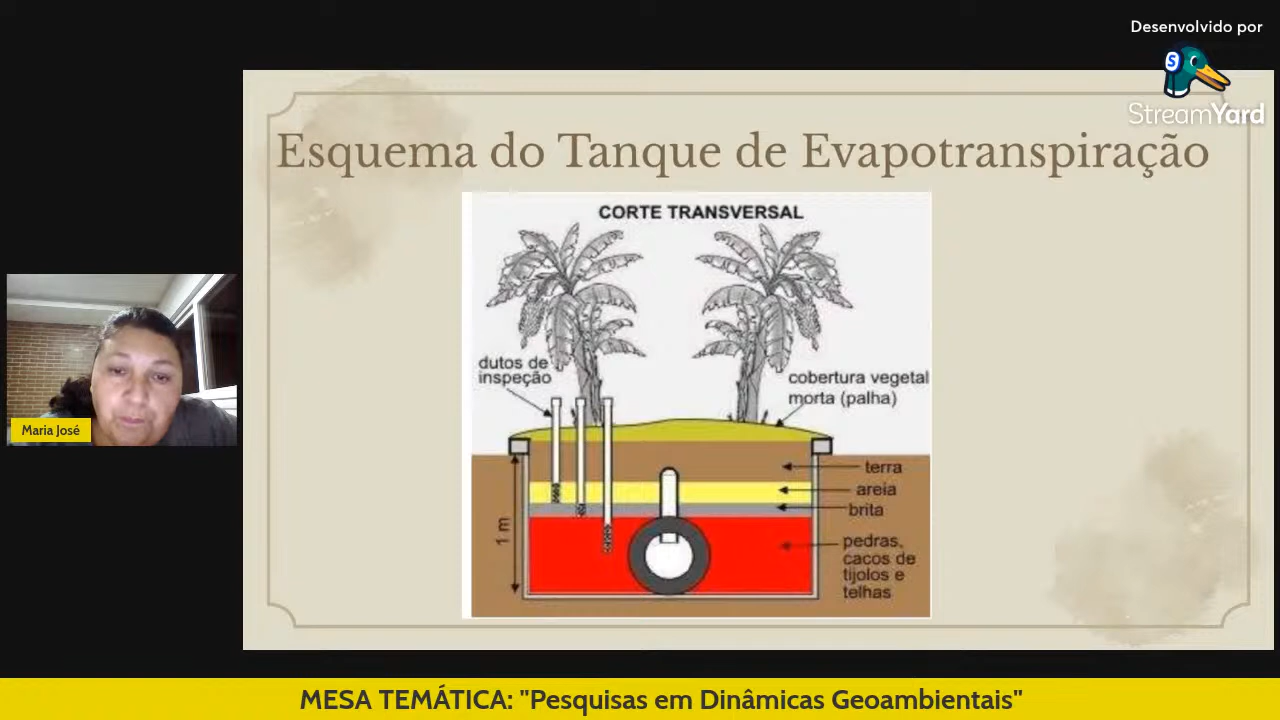 Desenvolvido por
StreamYard
Esquema do Tanque de Evapotranspiração
CORTE TRANSVERSAL
dutos de
inspeção
cobertura vegetal
morta (palha)
terra
areia
brita
1 m
pedras,
cacos de
tijolos e
telhas
Maria José
MESA TEMÁTICA: "Pesquisas em Dinâmicas Geoambientais"